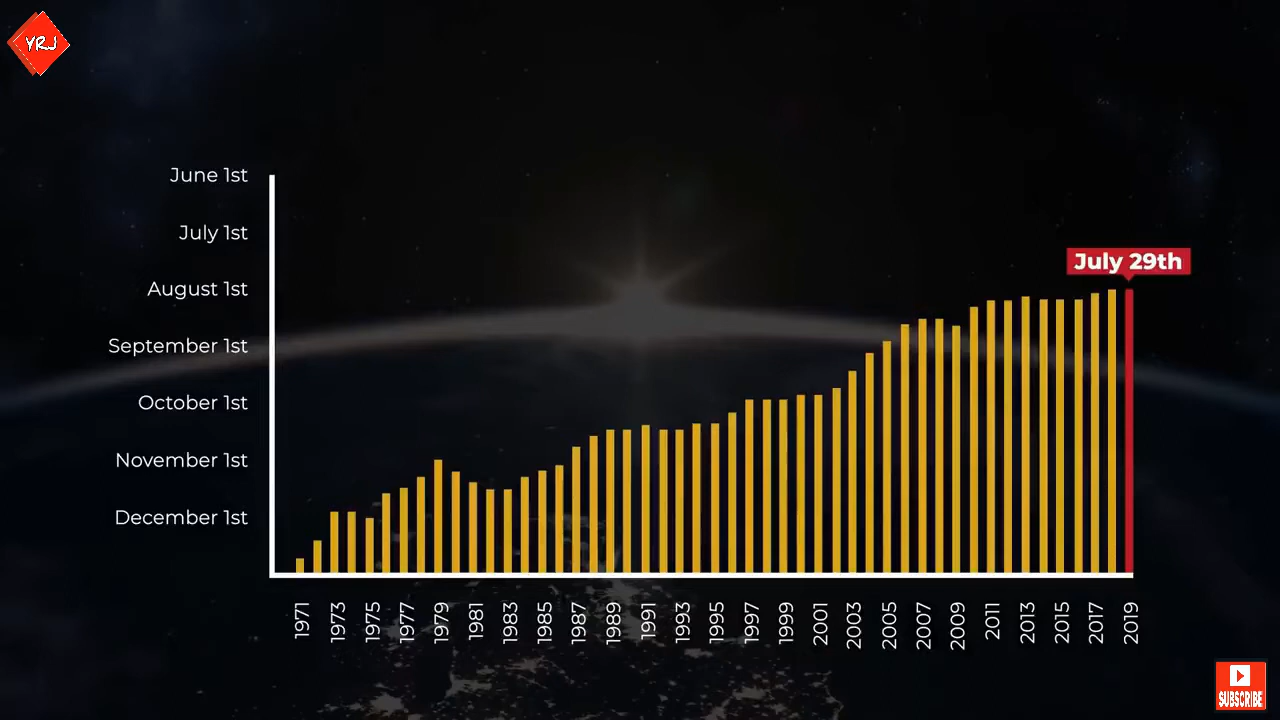 YRJ
June 1st
July 1st
July 29th
August 1st
September 1st
October 1st
November 1st
December 1st
1971 1973 1975 1977 1979 1981 1983 1985 1987 1989 1991 1993 1995 1997 1999 2001 2003 2005 2007 2009 2011 2013 2015 2017 2019
SUBSCRIBE